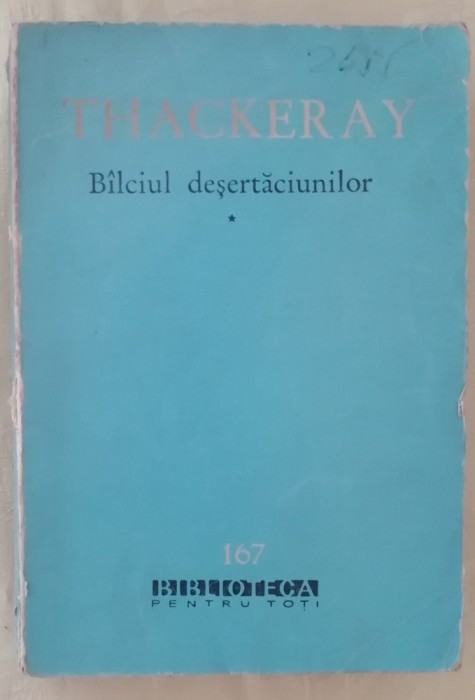 THACKERAY
Bîlciul deșertăciunilor
*
167
BIBLIOTECA
PENTRU TOȚI